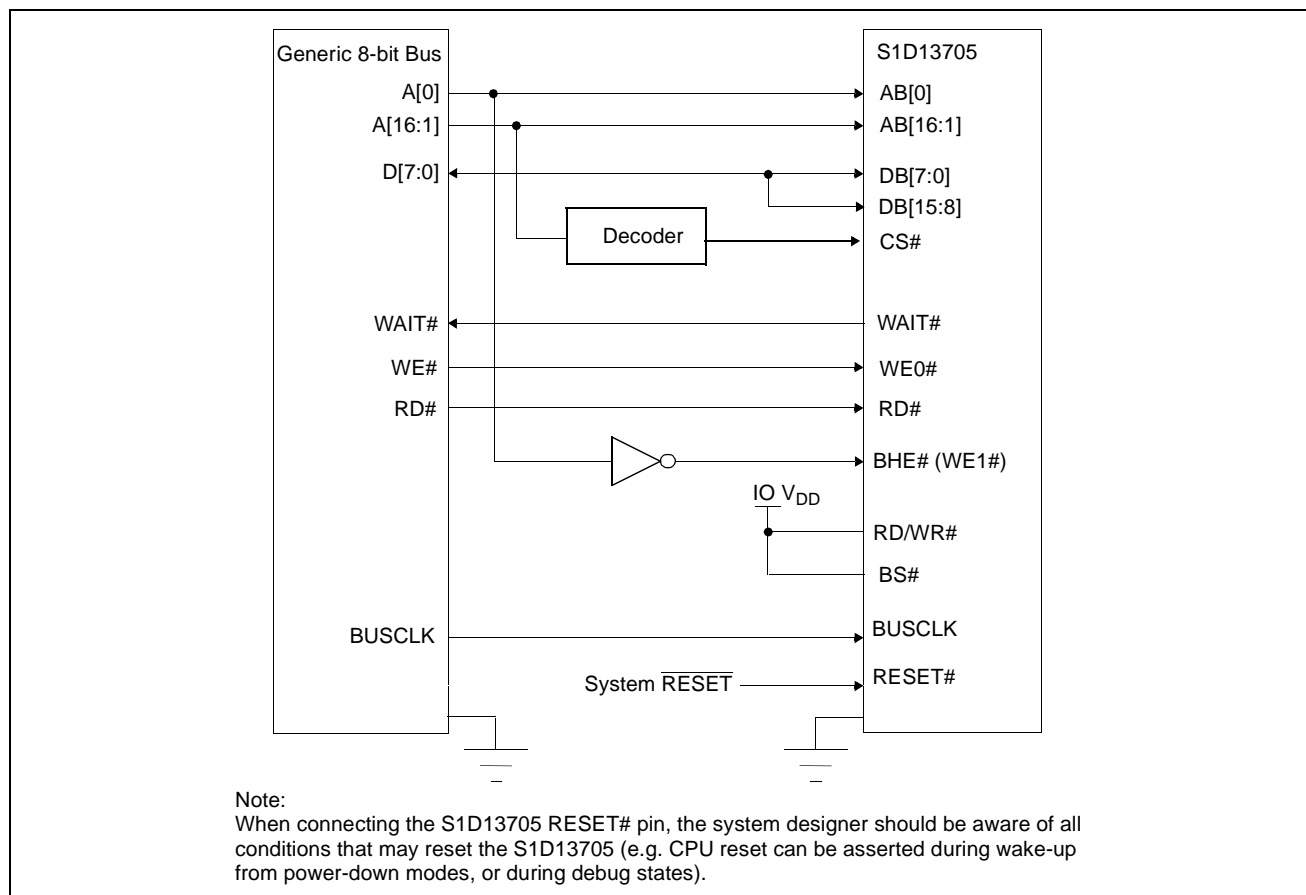 Generic 8-bit Bus
S1D13705
A[0]
AB[0]
A[16:1]
AB[16:1]
D[7:0]
DB[7:0]
DB[15:8]
Decoder
CS#
WAIT#
WAIT#
WE#
WE0#
RD#
RD#
BHE# (WE1#)
IO VDD
RD/WR#
BS#
BUSCLK
BUSCLK
System RESET
RESET#
Note:
When connecting the S1D13705 RESET# pin, the system designer should be aware of all
conditions that may reset the S1D13705 (e.g. CPU reset can be asserted during wake-up
from power-down modes, or during debug states).